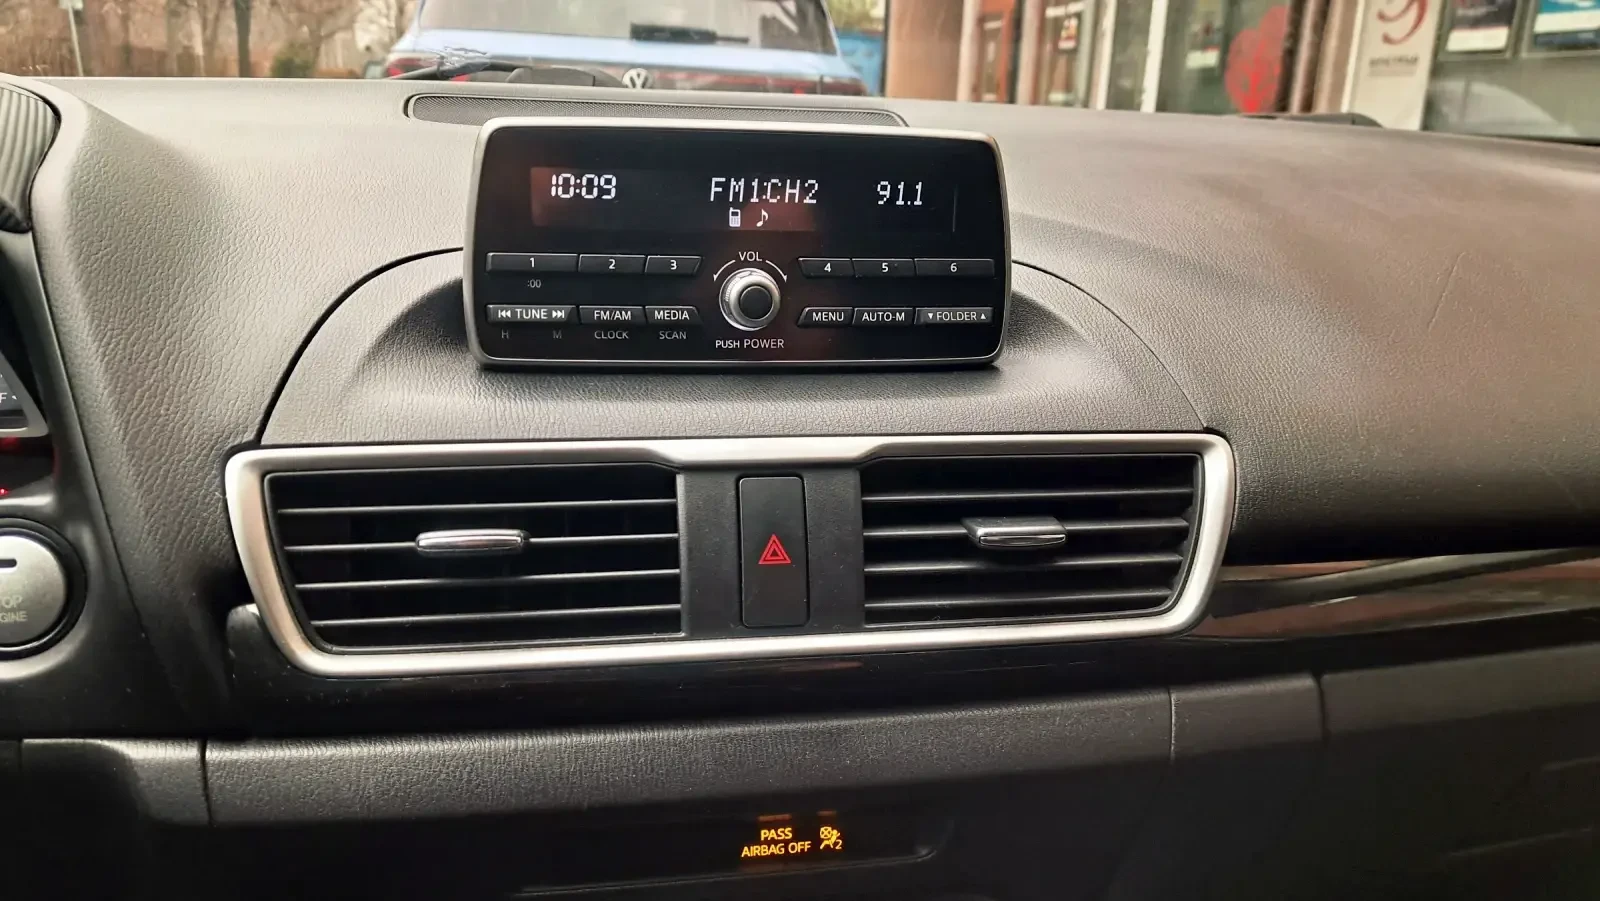 10:09 FM1:CH2 91.1
VOL
1 2 3 4 5 6
:00
⏮ TUNE ⏭ FM/AM MEDIA MENU AUTO-M ▼ FOLDER ▲
H M CLOCK SCAN
PUSH POWER
PASS
AIRBAG OFF 2